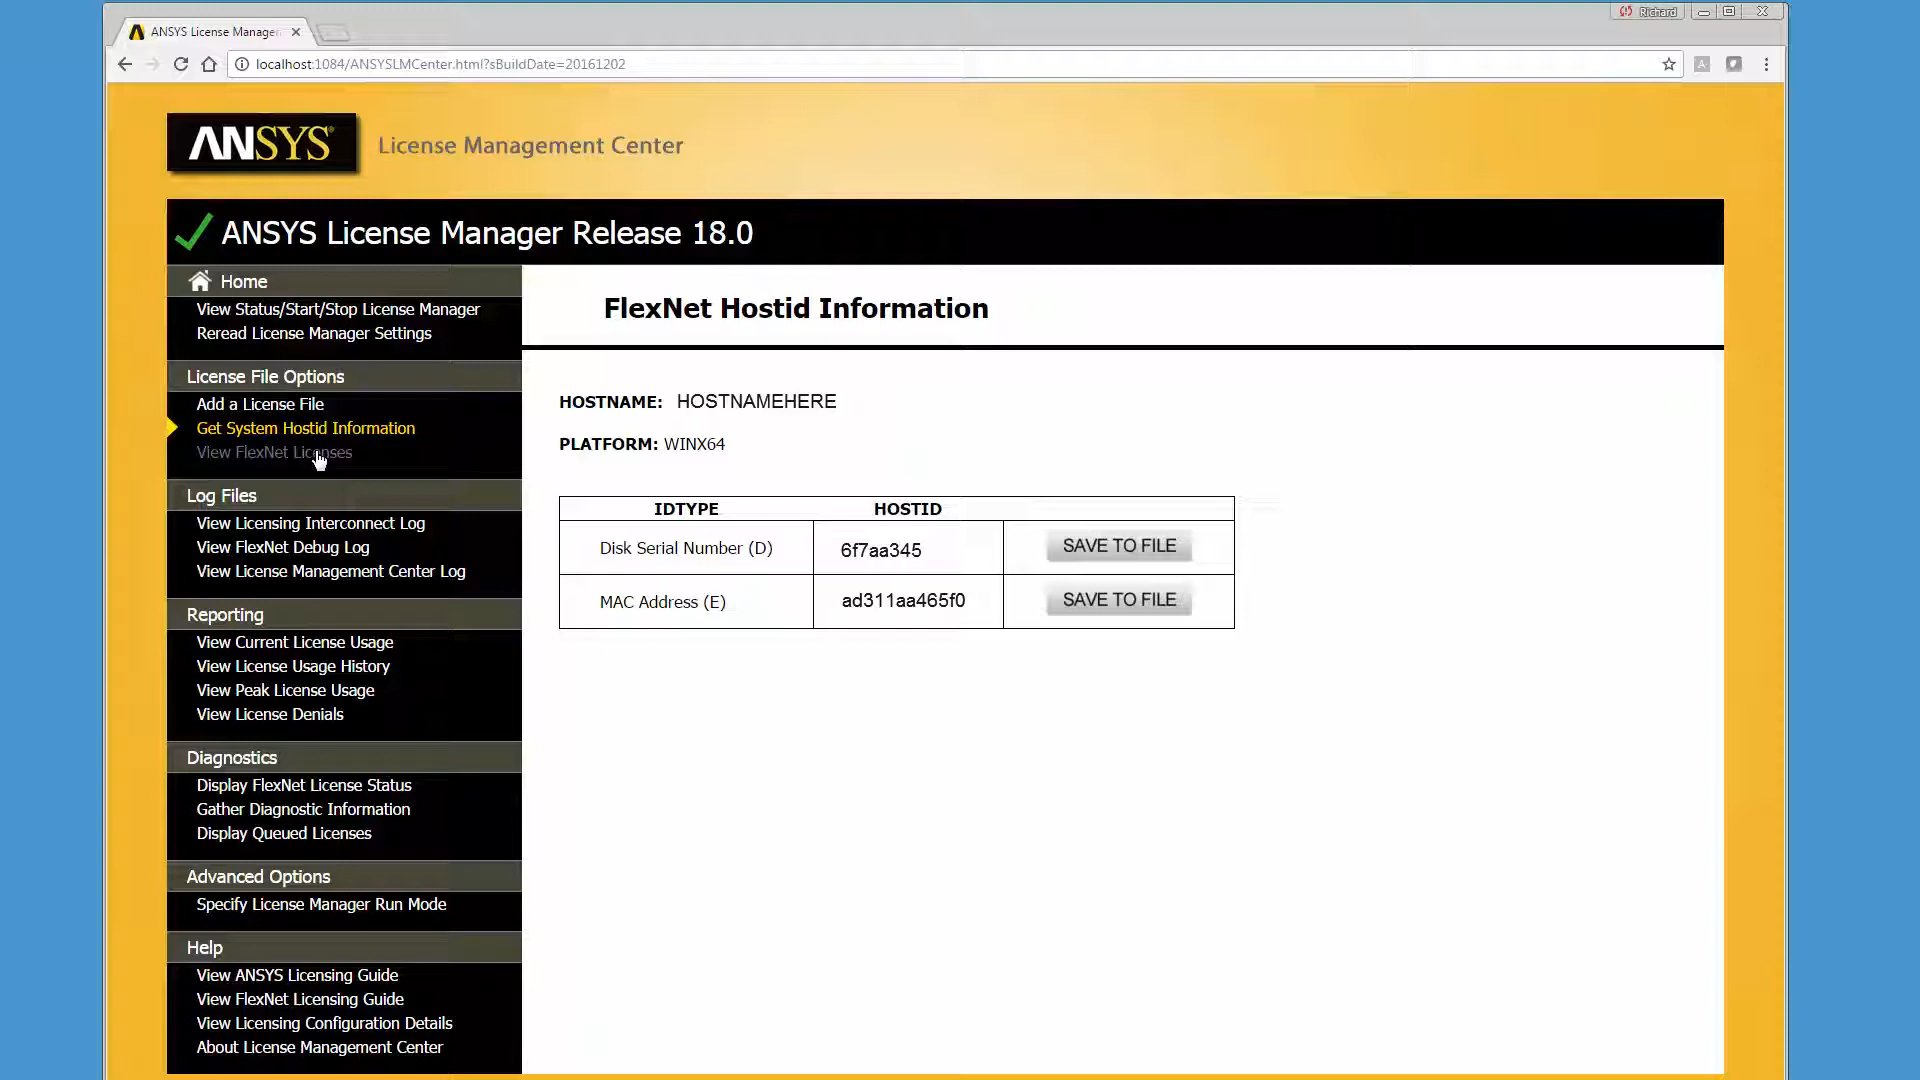 Richard
ANSYS License Manager
localhost:1084/ANSYSLMCenter.html?sBuildDate=20161202
A
ANSYS® License Management Center
ANSYS License Manager Release 18.0
Home
View Status/Start/Stop License Manager
Reread License Manager Settings
License File Options
Add a License File
Get System Hostid Information
View FlexNet Licenses
Log Files
View Licensing Interconnect Log
View FlexNet Debug Log
View License Management Center Log
Reporting
View Current License Usage
View License Usage History
View Peak License Usage
View License Denials
Diagnostics
Display FlexNet License Status
Gather Diagnostic Information
Display Queued Licenses
Advanced Options
Specify License Manager Run Mode
Help
View ANSYS Licensing Guide
View FlexNet Licensing Guide
View Licensing Configuration Details
About License Management Center
FlexNet Hostid Information
HOSTNAME: HOSTNAMEHERE
PLATFORM: WINX64
IDTYPE HOSTID
Disk Serial Number (D) 6f7aa345 SAVE TO FILE
MAC Address (E) ad311aa465f0 SAVE TO FILE